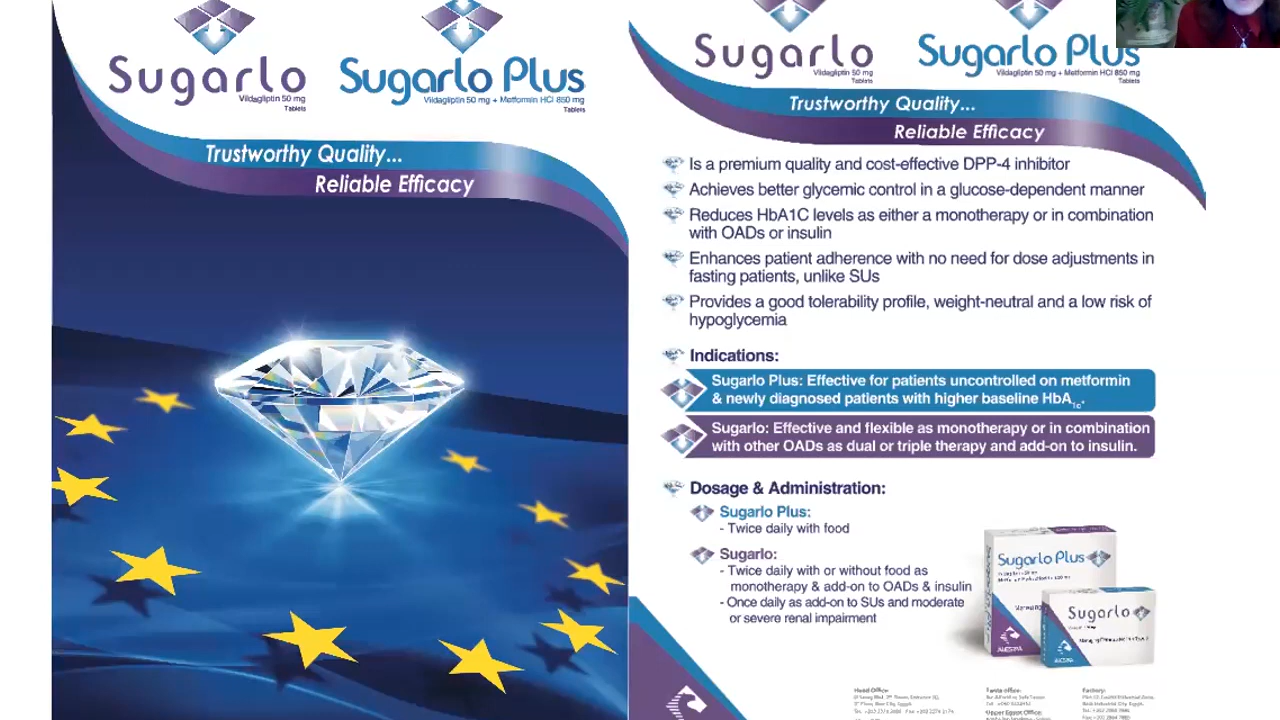 Sugarlo
Vildagliptin 50 mg
Tablets
Sugarlo Plus
Vildagliptin 50 mg + Metformin HCl 850 mg
Tablets
Trustworthy Quality...
Reliable Efficacy
Sugarlo
Vildagliptin 50 mg
Tablets
Sugarlo Plus
Vildagliptin 50 mg + Metformin HCl 850 mg
Tablets
Trustworthy Quality...
Reliable Efficacy
Is a premium quality and cost-effective DPP-4 inhibitor
Achieves better glycemic control in a glucose-dependent manner
Reduces HbA1C levels as either a monotherapy or in combination
with OADs or insulin
Enhances patient adherence with no need for dose adjustments in
fasting patients, unlike SUs
Provides a good tolerability profile, weight-neutral and a low risk of
hypoglycemia
Indications:
Sugarlo Plus: Effective for patients uncontrolled on metformin
& newly diagnosed patients with higher baseline HbA1c.
Sugarlo: Effective and flexible as monotherapy or in combination
with other OADs as dual or triple therapy and add-on to insulin.
Dosage & Administration:
Sugarlo Plus:
- Twice daily with food
Sugarlo:
- Twice daily with or without food as
monotherapy & add-on to OADs & insulin
- Once daily as add-on to SUs and moderate
or severe renal impairment
Sugarlo Plus
Sugarlo
Head Office:
Tanta office:
Upper Egypt Office:
Factory: